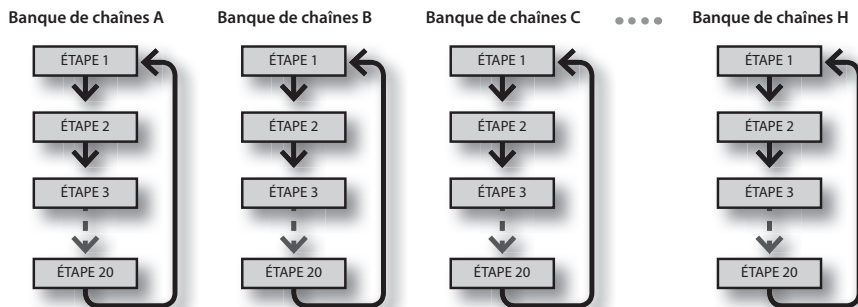 Banque de chaînes A
Banque de chaînes B
Banque de chaînes C
Banque de chaînes H
ÉTAPE 1
ÉTAPE 1
ÉTAPE 1
ÉTAPE 1
ÉTAPE 2
ÉTAPE 2
ÉTAPE 2
ÉTAPE 2
ÉTAPE 3
ÉTAPE 3
ÉTAPE 3
ÉTAPE 3
ÉTAPE 20
ÉTAPE 20
ÉTAPE 20
ÉTAPE 20